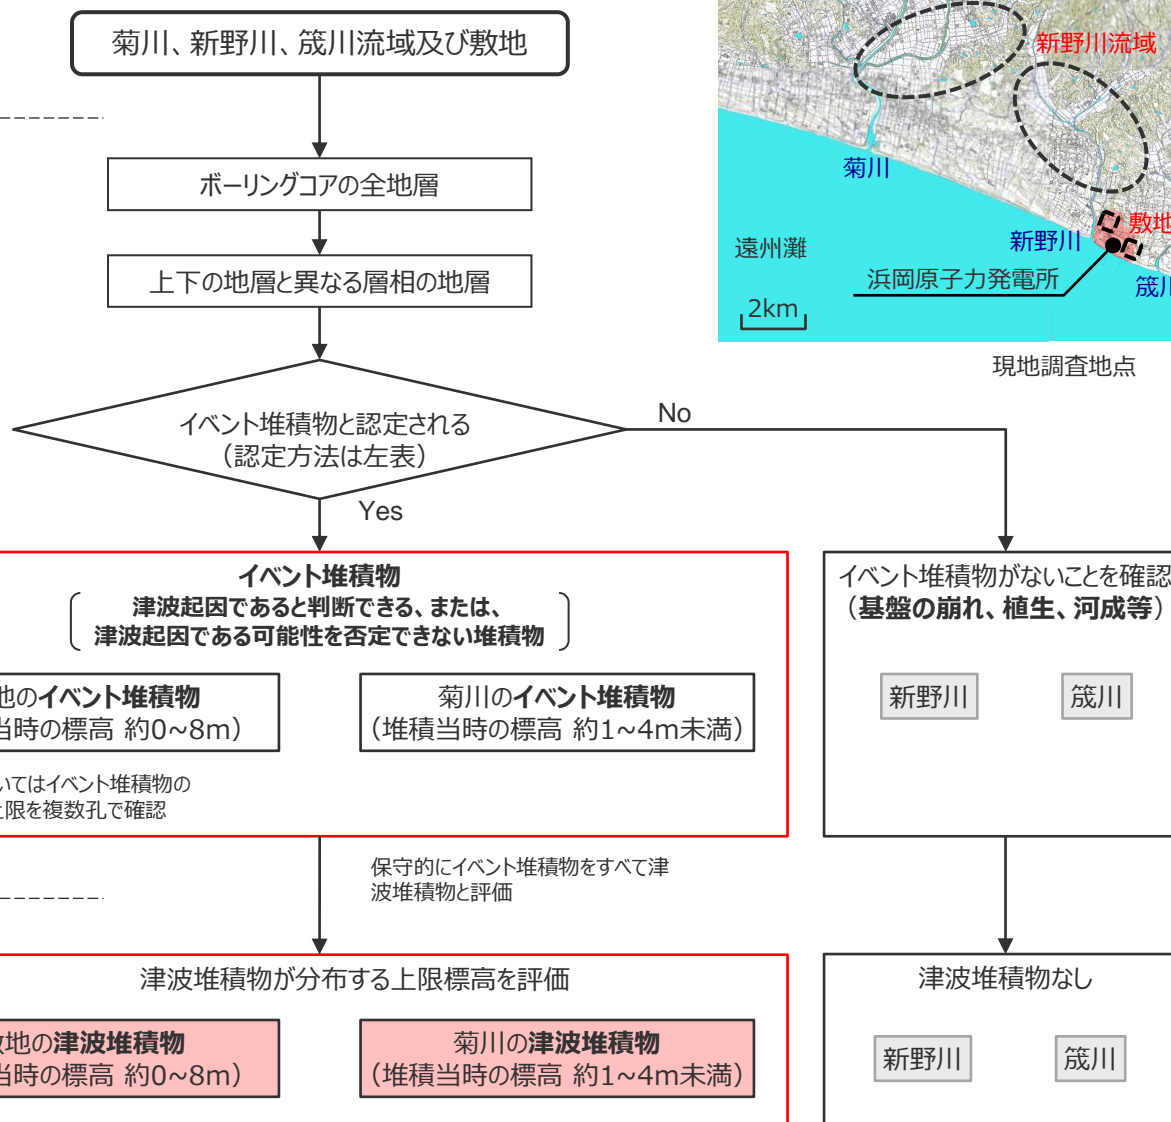 菊川、新野川、筬川流域及び敷地
ボーリングコアの全地層
上下の地層と異なる層相の地層
イベント堆積物と認定される
（認定方法は左表）
No
Yes
新野川流域
菊川
敷地
新野川
遠州灘
浜岡原子力発電所
筬川
2km
現地調査地点
イベント堆積物
津波起因であると判断できる、または、
津波起因である可能性を否定できない堆積物
地のイベント堆積物
当時の標高 約0~8m）
菊川のイベント堆積物
（堆積当時の標高 約1~4m未満）
いてはイベント堆積物の
上限を複数孔で確認
イベント堆積物がないことを確認
（基盤の崩れ、植生、河成等）
新野川
筬川
保守的にイベント堆積物をすべて津
波堆積物と評価
津波堆積物が分布する上限標高を評価
敷地の津波堆積物
当時の標高 約0~8m）
菊川の津波堆積物
（堆積当時の標高 約1~4m未満）
津波堆積物なし
新野川
筬川